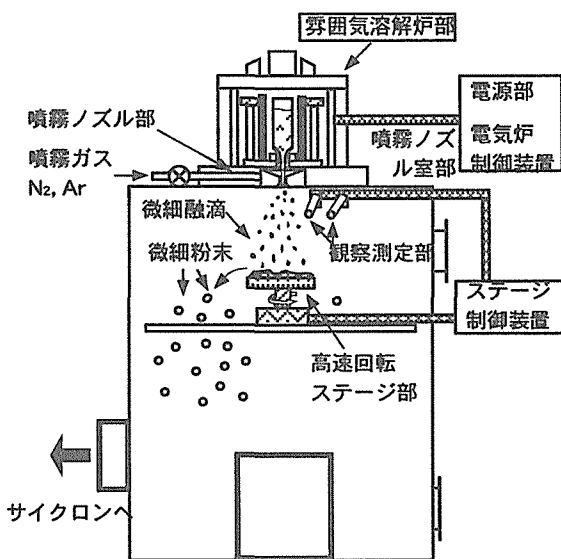 雰囲気溶解炉部
電源部
電気炉
制御装置
噴霧ノズル部
噴霧ガス
N₂, Ar
噴霧ノズ
ル室部
微細融滴
微細粉末
観察測定部
ステージ
制御装置
高速回転
ステージ部
サイクロンへ